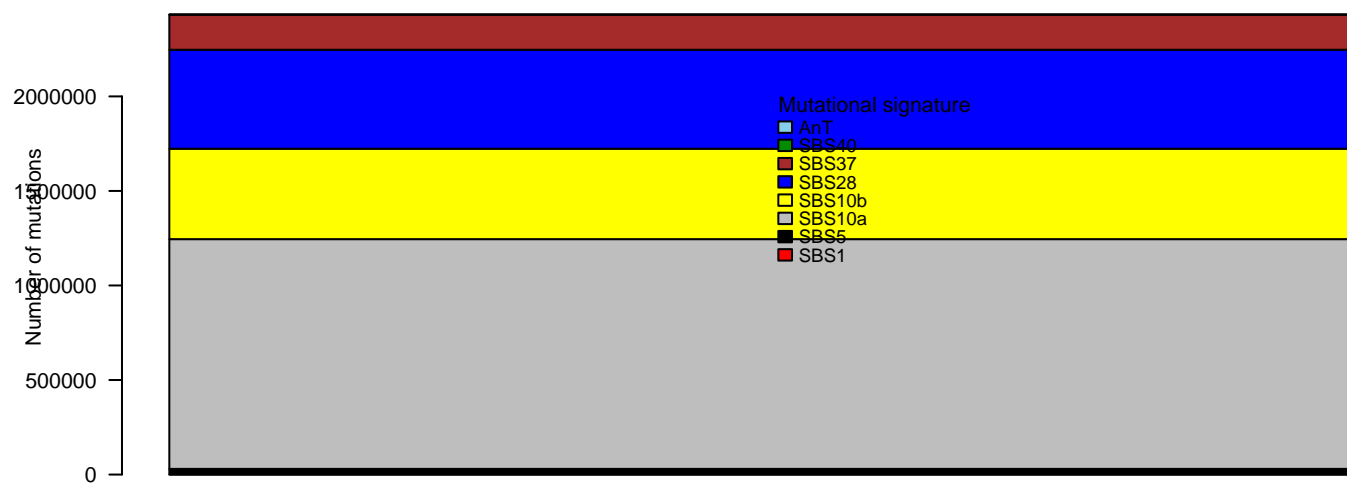 Number of mutations
2000000
1500000
1000000
500000
0
Mutational signature
AnT
SBS40
SBS37
SBS28
SBS10b
SBS10a
SBS5
SBS1